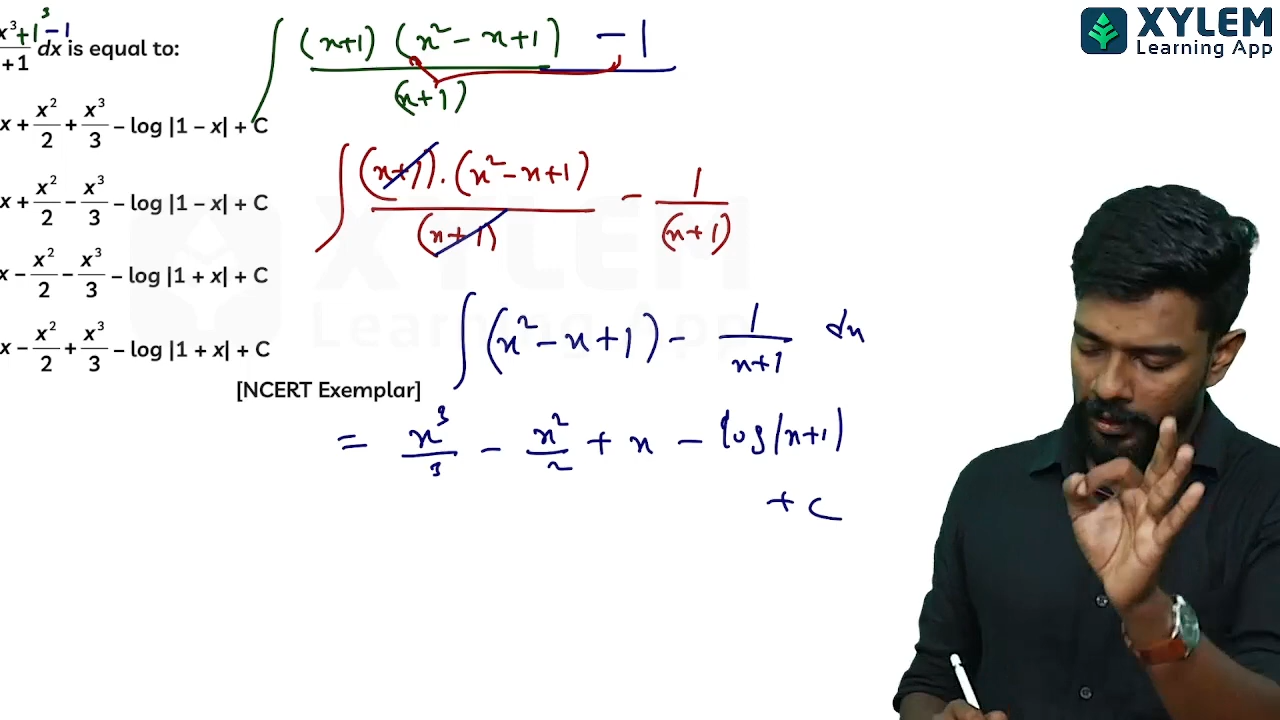 XYLEM
Learning App
x³ +1³ −1
+1 dx is equal to:
x + x²/2 + x³/3 – log |1 – x| + C
x + x²/2 – x³/3 – log |1 – x| + C
x – x²/2 – x³/3 – log |1 + x| + C
x – x²/2 + x³/3 – log |1 + x| + C
[NCERT Exemplar]
∫ (x+1) (x² − x+1) − 1 / (x+1)
∫ (x+1) . (x² − x+1) / (x+1) − 1/(x+1)
∫ (x² − x + 1) − 1/(x+1) dx
= x³/3 − x²/2 + x − log|x+1|
+ C
XYLEM
Learning App